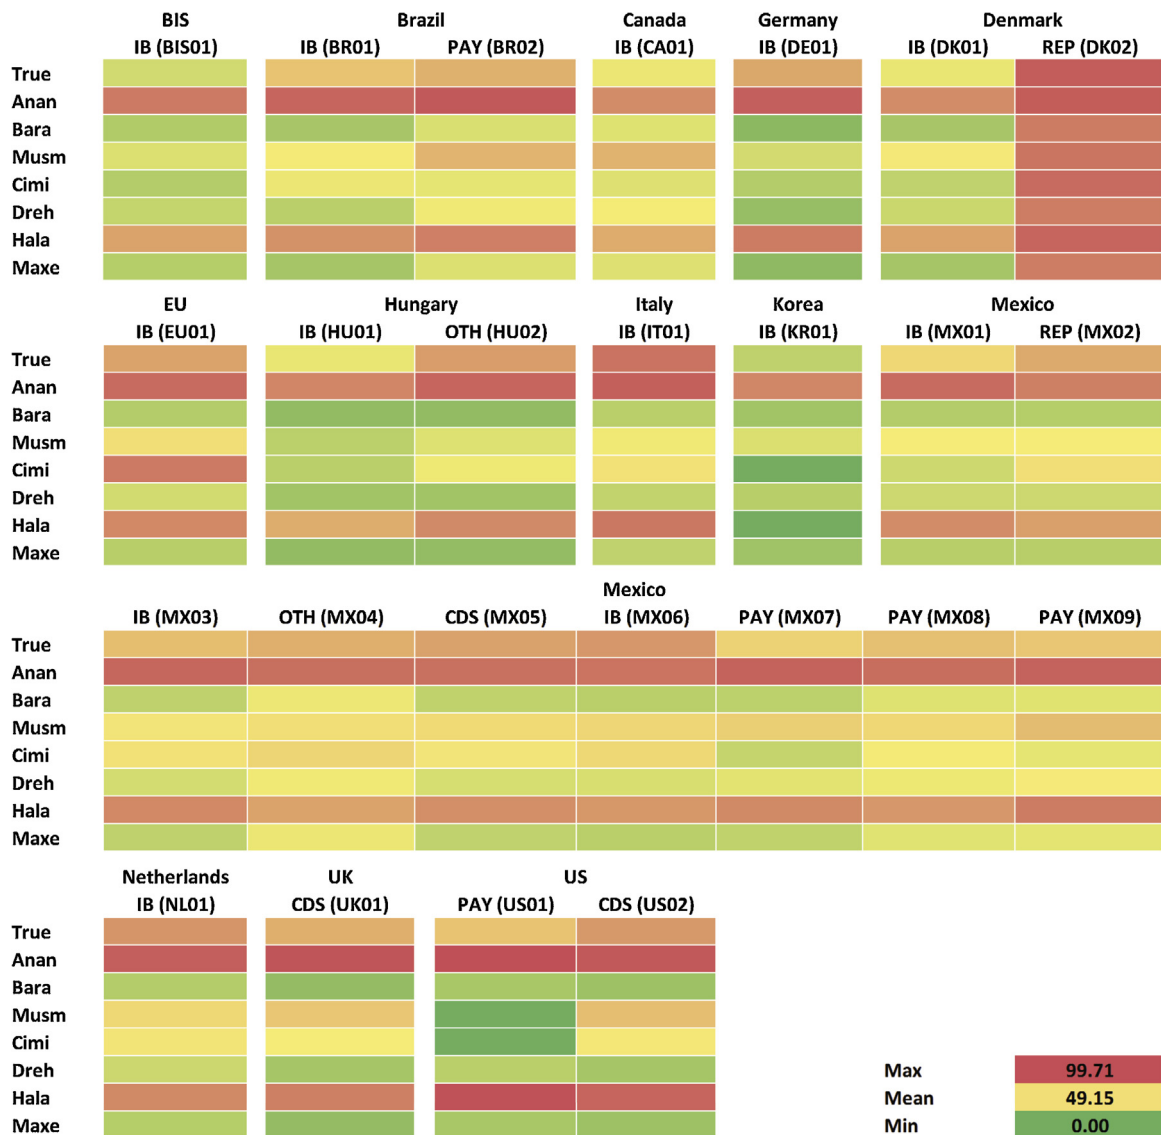 BIS Brazil Canada Germany Denmark
IB (BIS01) IB (BR01) PAY (BR02) IB (CA01) IB (DE01) IB (DK01) REP (DK02)
True
Anan
Bara
Musm
Cimi
Dreh
Hala
Maxe
EU Hungary Italy Korea Mexico
IB (EU01) IB (HU01) OTH (HU02) IB (IT01) IB (KR01) IB (MX01) REP (MX02)
True
Anan
Bara
Musm
Cimi
Dreh
Hala
Maxe
Mexico
IB (MX03) OTH (MX04) CDS (MX05) IB (MX06) PAY (MX07) PAY (MX08) PAY (MX09)
True
Anan
Bara
Musm
Cimi
Dreh
Hala
Maxe
Netherlands UK US
IB (NL01) CDS (UK01) PAY (US01) CDS (US02)
True
Anan
Bara
Musm
Cimi
Dreh
Hala
Maxe
Max 99.71
Mean 49.15
Min 0.00